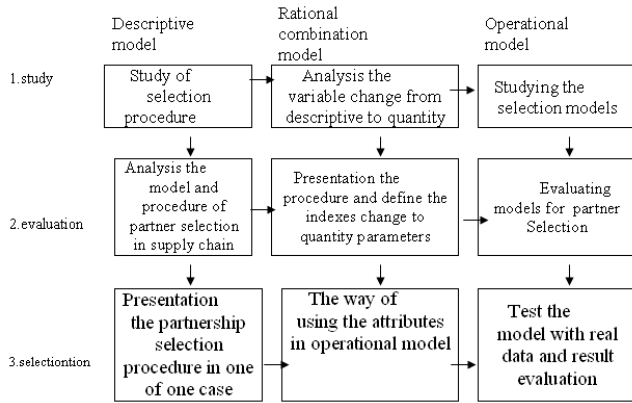 Descriptive
model
Rational
combination
model
Operational
model
1.study
Study of
selection
procedure
Analysis the
variable change from
descriptive to quantity
Studying the
selection models
2.evaluation
Analysis the
model and
procedure of
partner selection
in supply chain
Presentation the
procedure and define the
indexes change to
quantity parameters
Evaluating
models for partner
Selection
3.selectiontion
Presentation
the partnership
selection
procedure in one
of one case
The way of
using the attributes
in operational model
Test the
model with real
data and result
evaluation